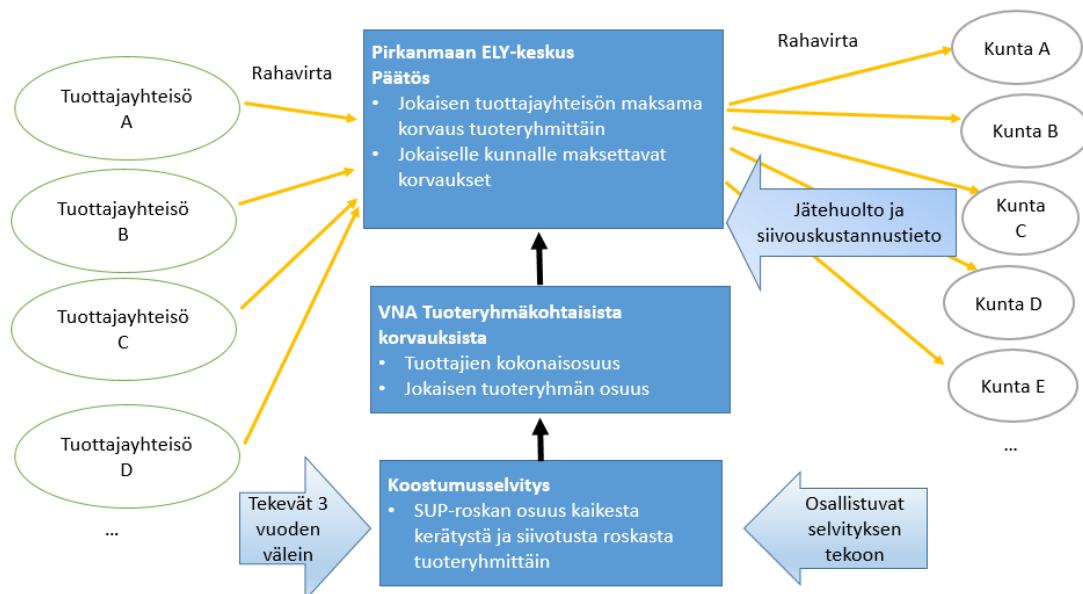 Tuottajayhteisö
A
Tuottajayhteisö
B
Tuottajayhteisö
C
Tuottajayhteisö
D
...
Rahavirta
Pirkanmaan ELY-keskus
Päätös
• Jokaisen tuottajayhteisön maksama
korvaus tuoteryhmittäin
• Jokaiselle kunnalle maksettavat
korvaukset
Rahavirta
Kunta A
Kunta B
Kunta
C
Kunta D
Kunta E
...
Jätehuolto ja
siivouskustannustieto
VNA Tuoteryhmäkohtaisista
korvauksista
• Tuottajien kokonaisosuus
• Jokaisen tuoteryhmän osuus
Tekevät 3
vuoden
välein
Koostumusselvitys
• SUP-roskan osuus kaikesta
kerätystä ja siivotusta roskasta
tuoteryhmittäin
Osallistuvat
selvityksen
tekoon